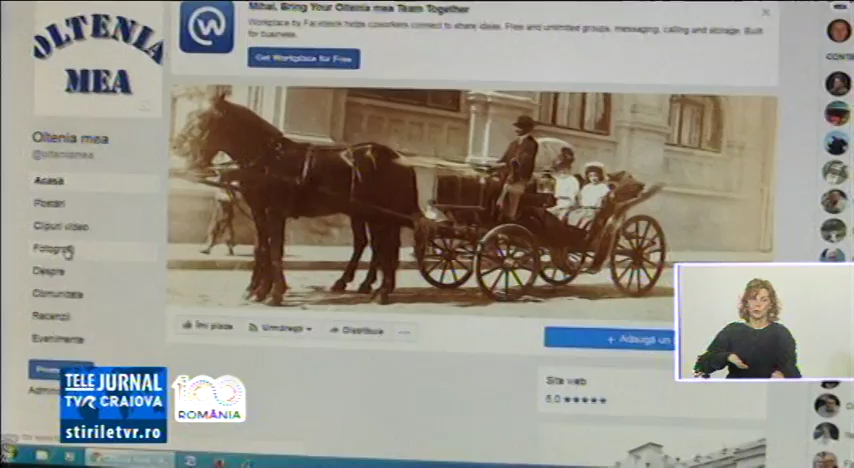 OLTENIA
MEA
Mihai, Bring Your Oltenia mea Team Together
Workplace by Facebook helps coworkers connect to share ideas. Free and unlimited groups, messaging, calling and storage. Built
for business.
Get Workplace for Free
Oltenia mea
@olteniamea
Acasă
Postări
Clipuri video
Fotografii
Despre
Comunitate
Recenzii
Evenimente
Îmi place
Urmărești
Distribuie
+ Adaugă un
Site web
5,0 ★★★★★
TELE JURNAL
TVR CRAIOVA
stiriletvr.ro
100
ROMÂNIA